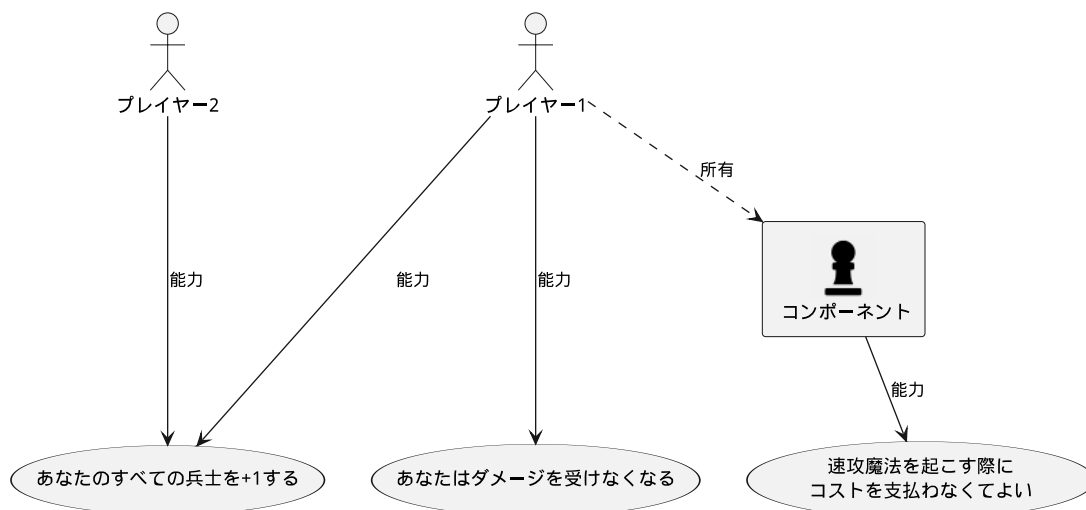 プレイヤー2
プレイヤー1
所有
能力
能力
能力
コンポーネント
能力
あなたのすべての兵士を+1する
あなたはダメージを受けなくなる
速攻魔法を起こす際に
コストを支払わなくてよい